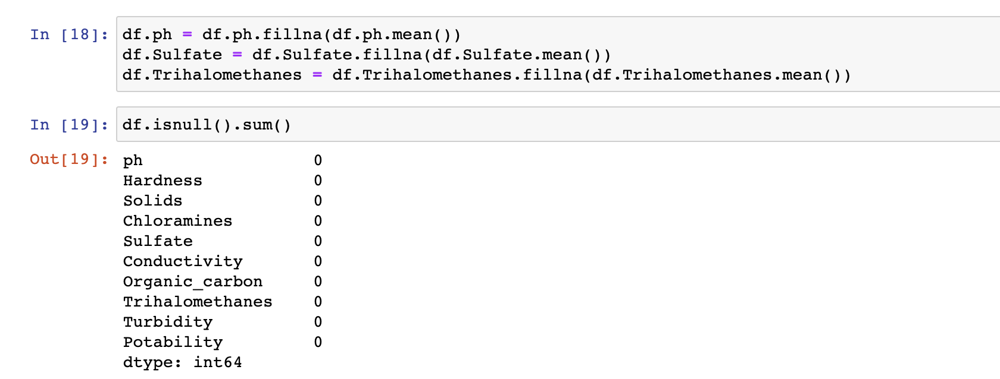 In [18]: df.ph = df.ph.fillna(df.ph.mean())
df.Sulfate = df.Sulfate.fillna(df.Sulfate.mean())
df.Trihalomethanes = df.Trihalomethanes.fillna(df.Trihalomethanes.mean())
In [19]: df.isnull().sum()
Out[19]: ph 0
Hardness 0
Solids 0
Chloramines 0
Sulfate 0
Conductivity 0
Organic_carbon 0
Trihalomethanes 0
Turbidity 0
Potability 0
dtype: int64